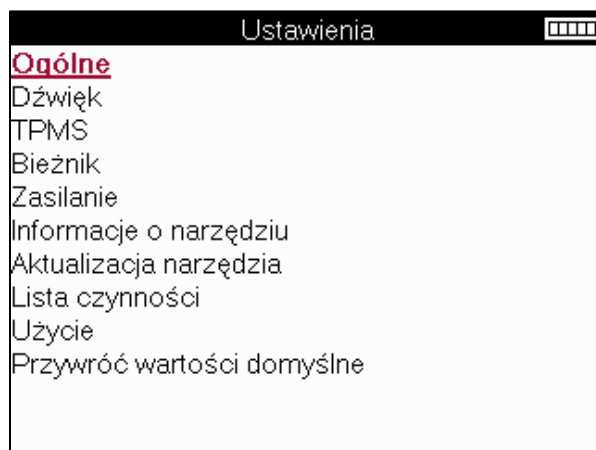 Ustawienia
Ogólne
Dźwięk
TPMS
Bieżnik
Zasilanie
Informacje o narzędziu
Aktualizacja narzędzia
Lista czynności
Użycie
Przywróć wartości domyślne